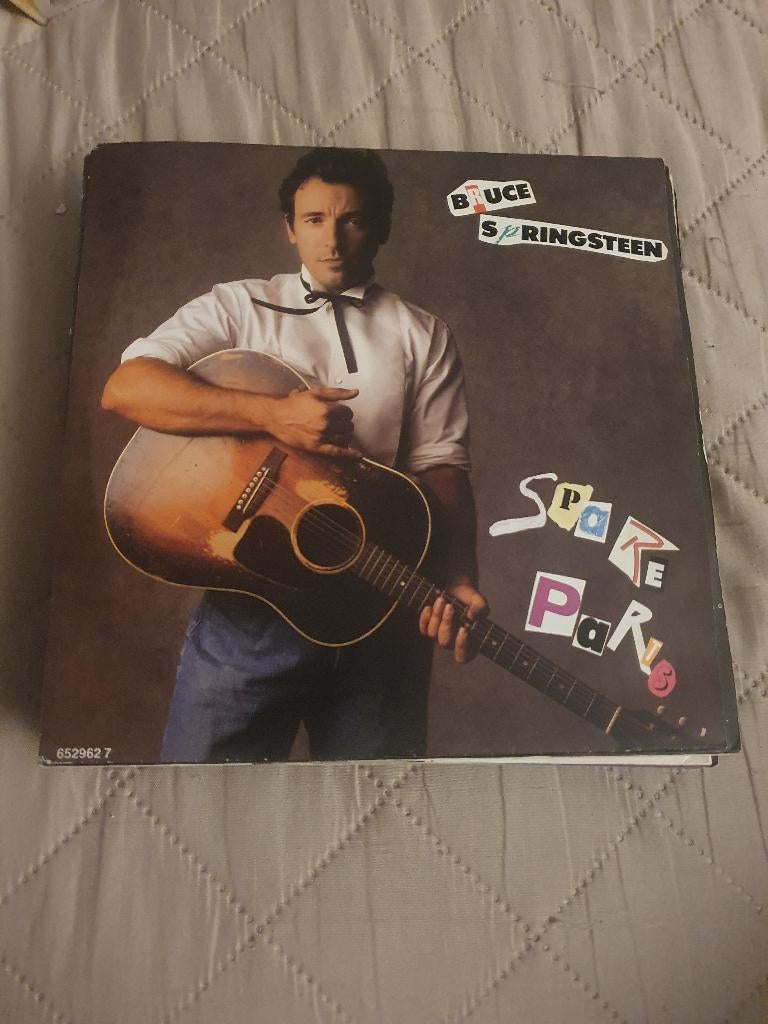 BRUCE
SpRINGSTEEN
SPaRE
PaRtS
652962 7